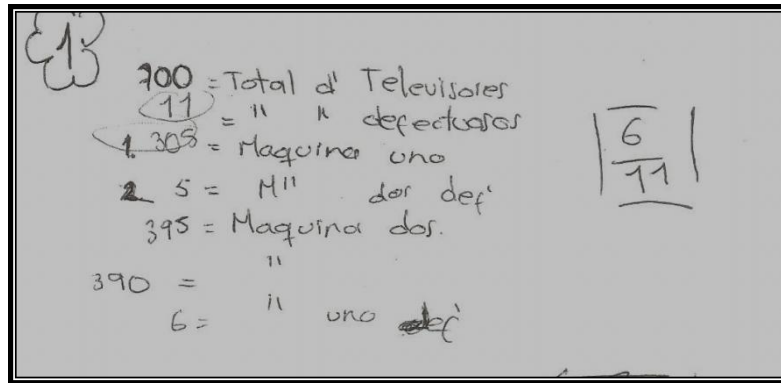 1
700 = Total d' Televisores
11 = " " defectuosos
1. 305 = Maquina uno
2 5 = M" dos def'
395 = Maquina dos.
390 = "
6 = " uno def'
6
11